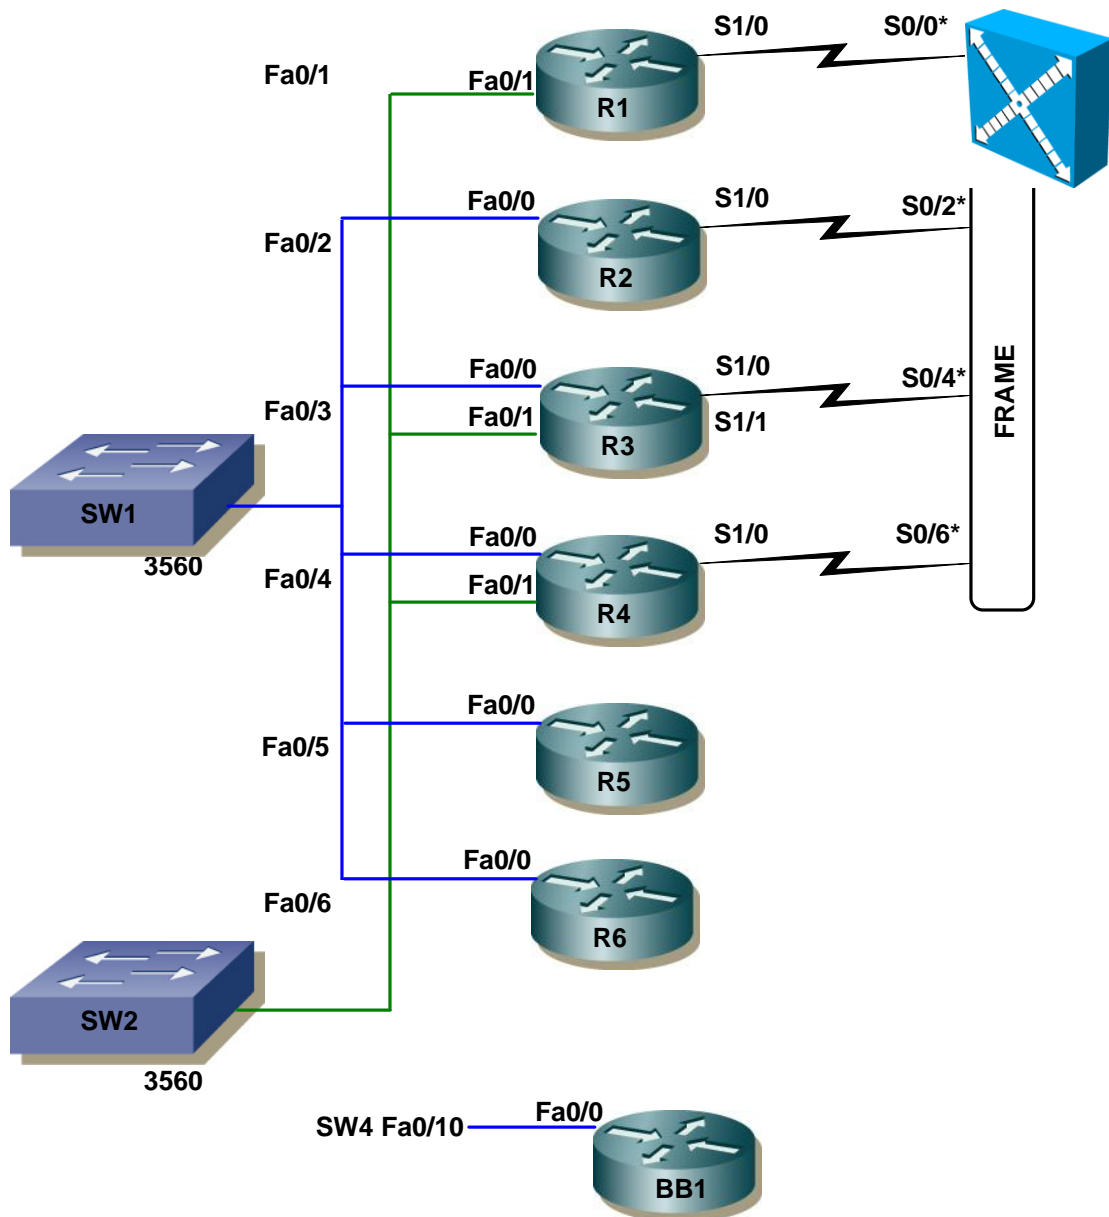 S1/0
S0/0*
Fa0/1
Fa0/1
R1
Fa0/0
S1/0
S0/2*
Fa0/2
R2
Fa0/0
S1/0
S0/4*
Fa0/3
Fa0/1
S1/1
R3
FRAME
SW1
3560
Fa0/0
S1/0
S0/6*
Fa0/4
Fa0/1
R4
Fa0/0
Fa0/5
R5
Fa0/0
Fa0/6
R6
SW2
3560
SW4 Fa0/10
Fa0/0
BB1